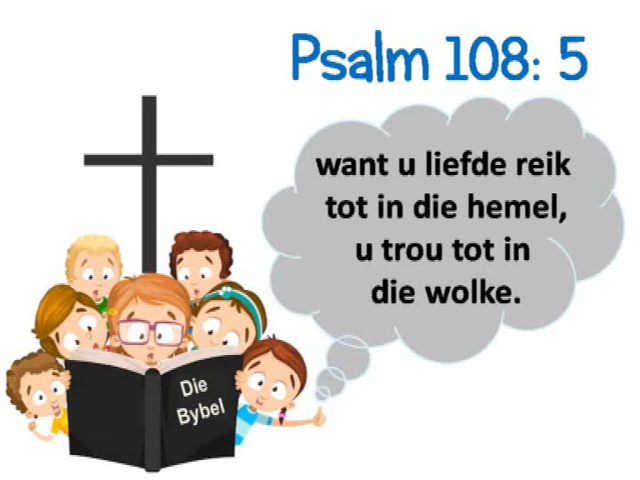 Psalm 108: 5
want u liefde reik
tot in die hemel,
u trou tot in
die wolke.
Die
Bybel